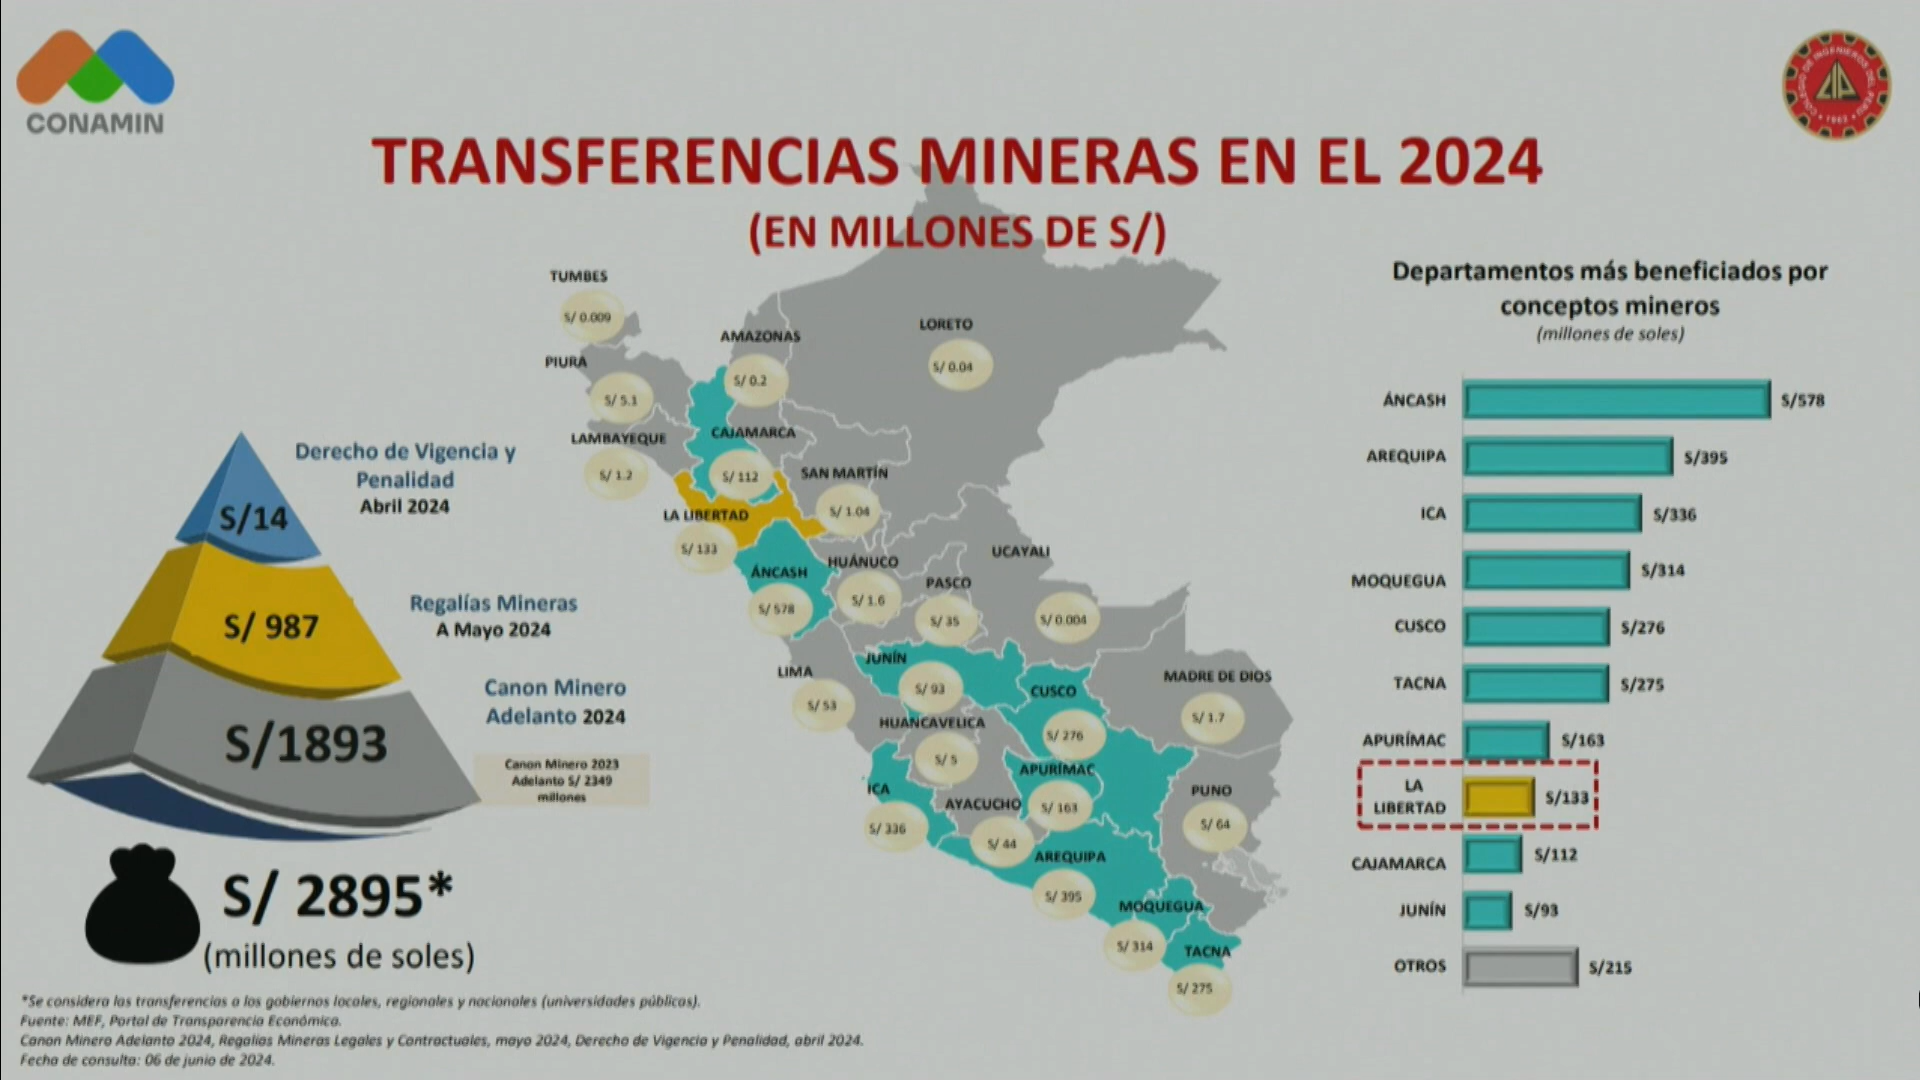 CONAMIN
COLEGIO DE INGENIEROS DEL PERU
CIP
1962
TRANSFERENCIAS MINERAS EN EL 2024
(EN MILLONES DE S/)
Derecho de Vigencia y
Penalidad
Abril 2024
S/14
Regalías Mineras
A Mayo 2024
S/ 987
Canon Minero
Adelanto 2024
S/1893
Canon Minero 2023
Adelanto S/ 2349
millones
S/ 2895*
(millones de soles)
TUMBES
S/ 0.009
PIURA
S/ 5.1
LAMBAYEQUE
S/ 1.2
AMAZONAS
S/ 0.2
LORETO
S/ 0.04
CAJAMARCA
S/ 112
SAN MARTÍN
S/ 1.04
LA LIBERTAD
S/ 133
ÁNCASH
S/ 578
HUÁNUCO
S/ 1.6
PASCO
S/ 35
UCAYALI
S/ 0.004
LIMA
S/ 53
JUNÍN
S/ 93
CUSCO
S/ 276
MADRE DE DIOS
S/ 1.7
HUANCAVELICA
S/ 5
APURÍMAC
S/ 163
ICA
S/ 336
AYACUCHO
S/ 44
PUNO
S/ 64
AREQUIPA
S/ 395
MOQUEGUA
S/ 314
TACNA
S/ 275
Departamentos más beneficiados por
conceptos mineros
(millones de soles)
ÁNCASH S/578
AREQUIPA S/395
ICA S/336
MOQUEGUA S/314
CUSCO S/276
TACNA S/275
APURÍMAC S/163
LA
LIBERTAD S/133
CAJAMARCA S/112
JUNÍN S/93
OTROS S/215
*Se considera las transferencias a los gobiernos locales, regionales y nacionales (universidades públicas).
Fuente: MEF, Portal de Transparencia Económica.
Canon Minero Adelanto 2024, Regalías Mineras Legales y Contractuales, mayo 2024, Derecho de Vigencia y Penalidad, abril 2024.
Fecha de consulta: 06 de junio de 2024.